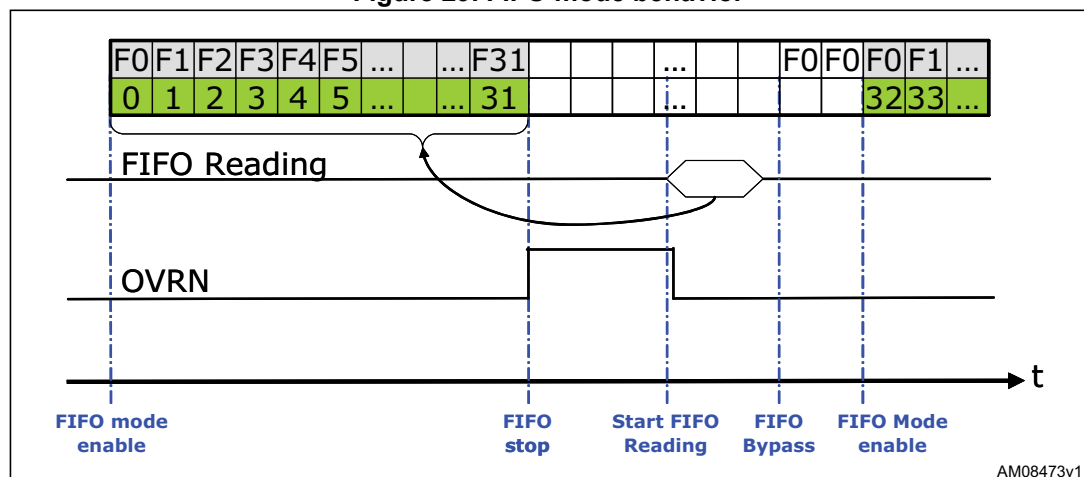 F0 F1 F2 F3 F4 F5 ... ... F31 ... F0 F0 F0 F1 ...
0 1 2 3 4 5 ... ... 31 ... 32 33 ...
FIFO Reading
OVRN
t
FIFO mode enable
FIFO stop
Start FIFO Reading
FIFO Bypass
FIFO Mode enable
AM08473v1